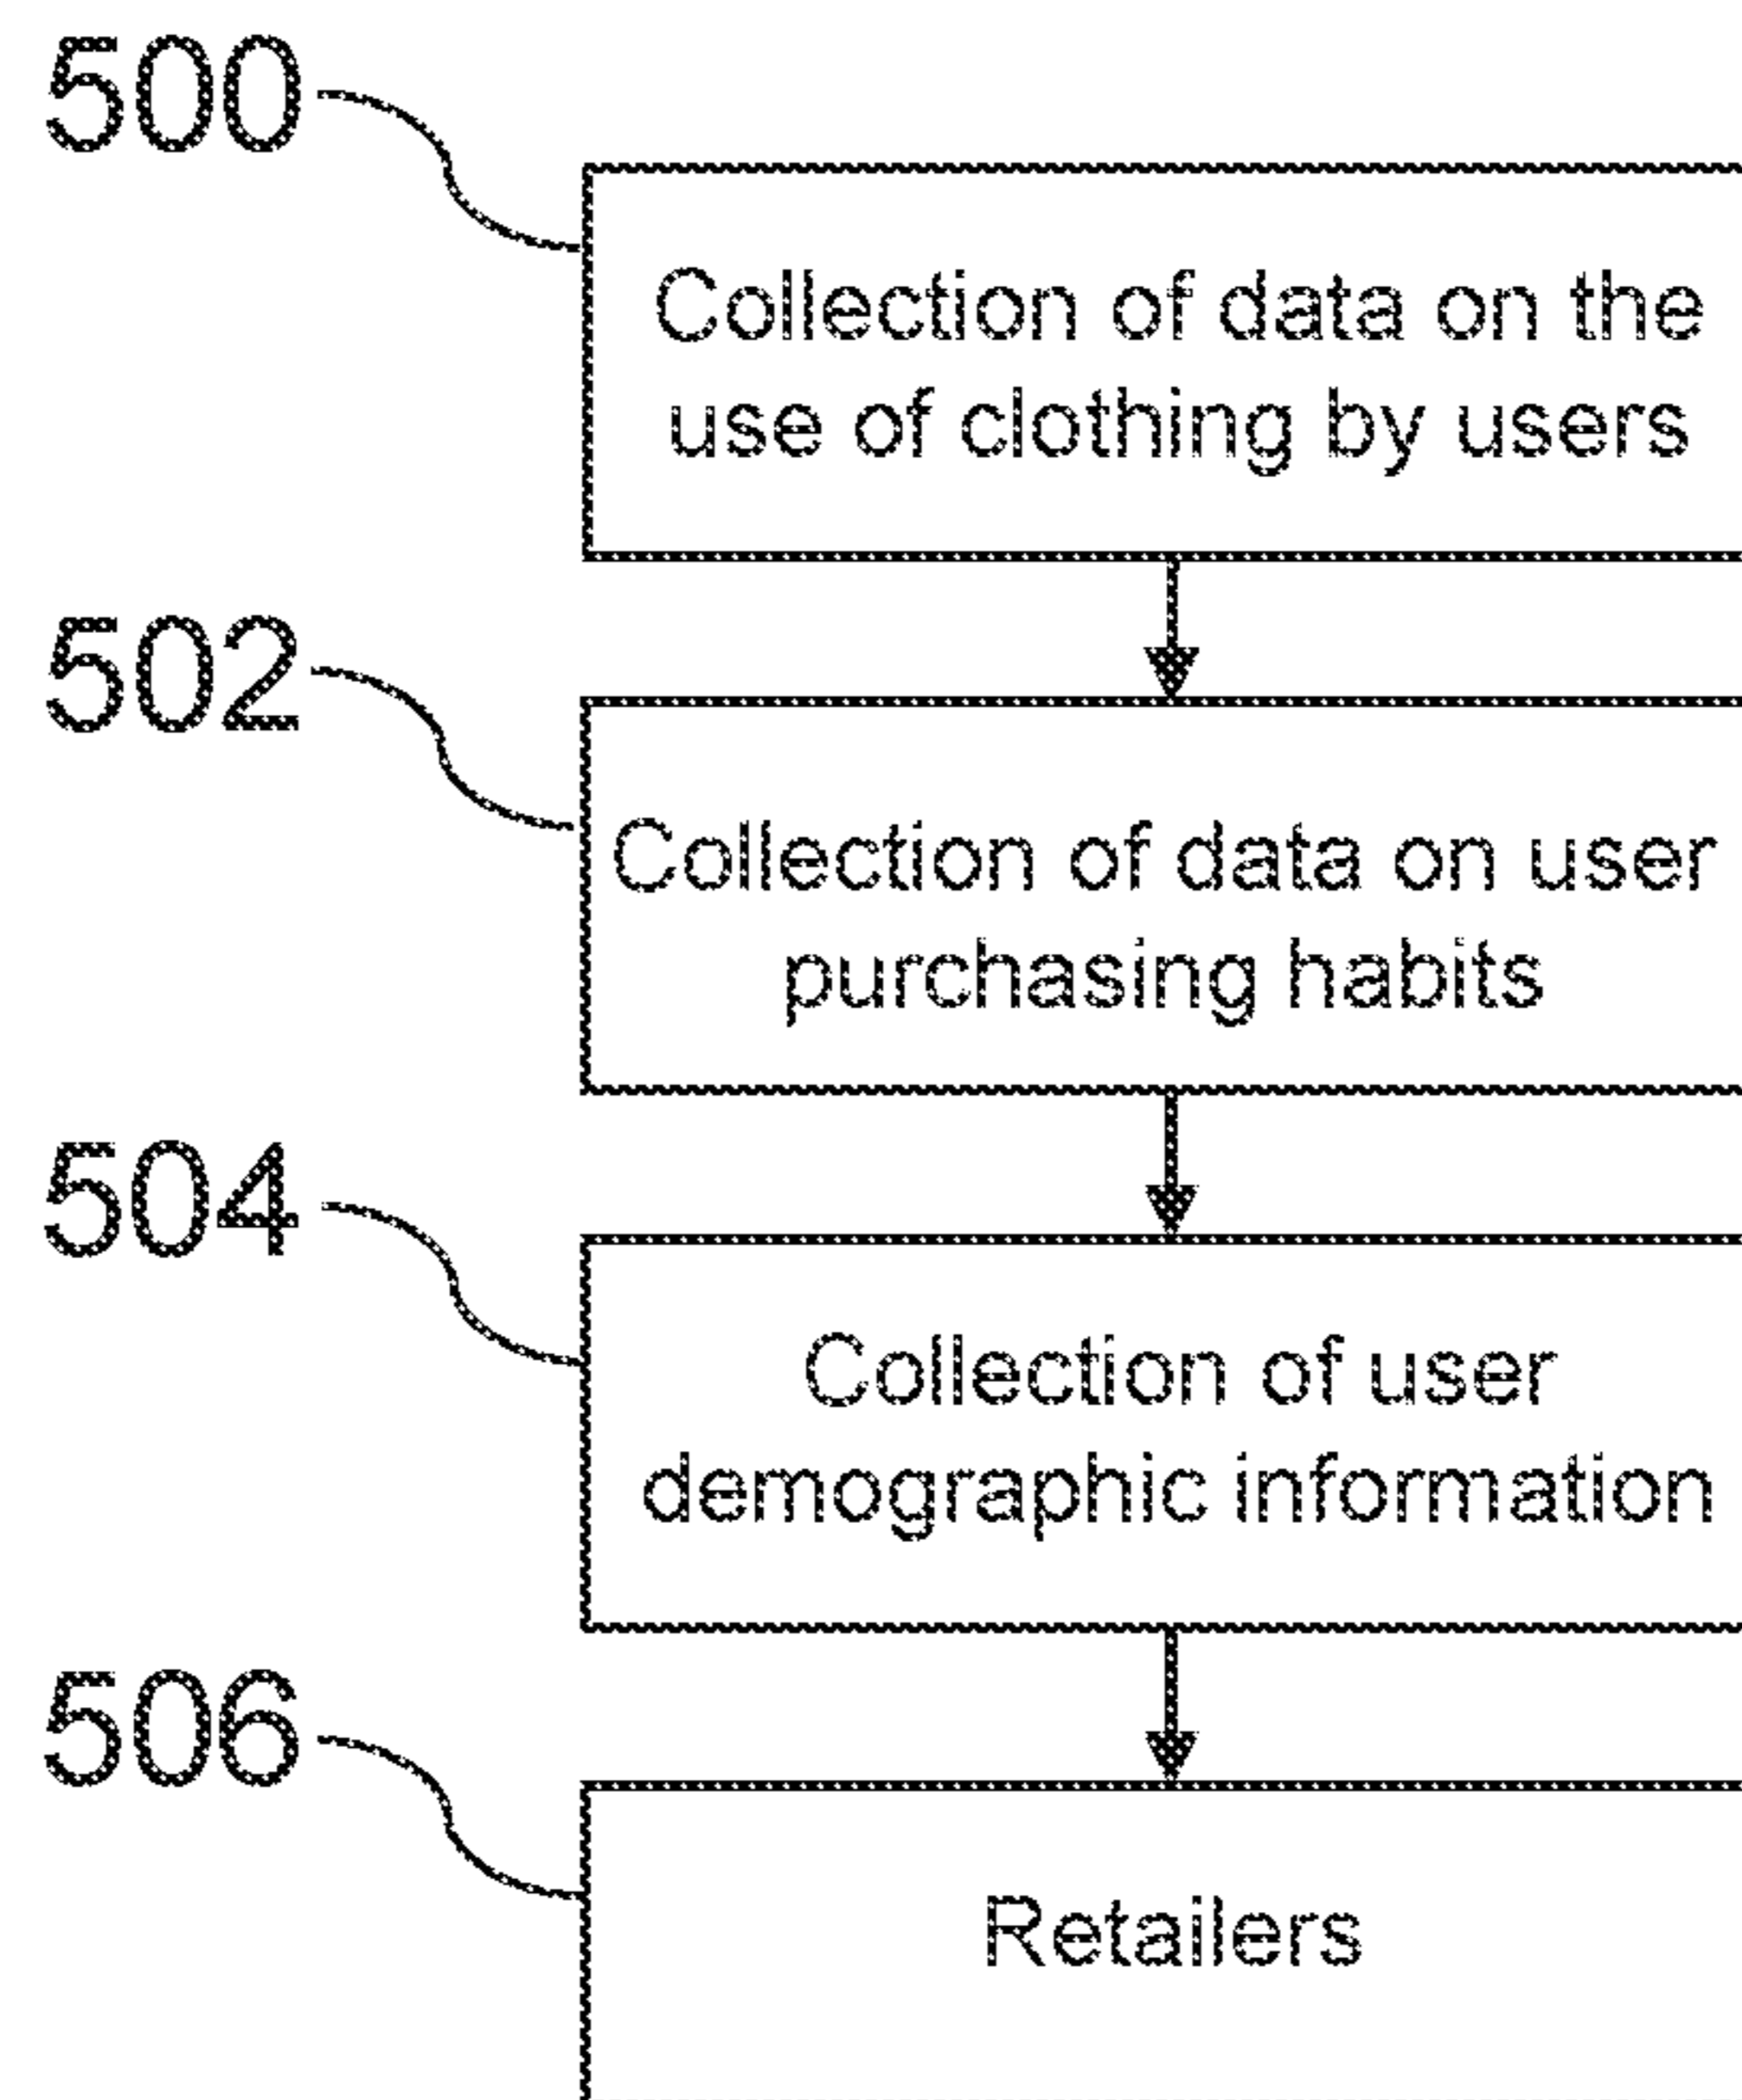 500
Collection of data on the
use of clothing by users
502
Collection of data on user
purchasing habits
504
Collection of user
demographic information
506
Retailers